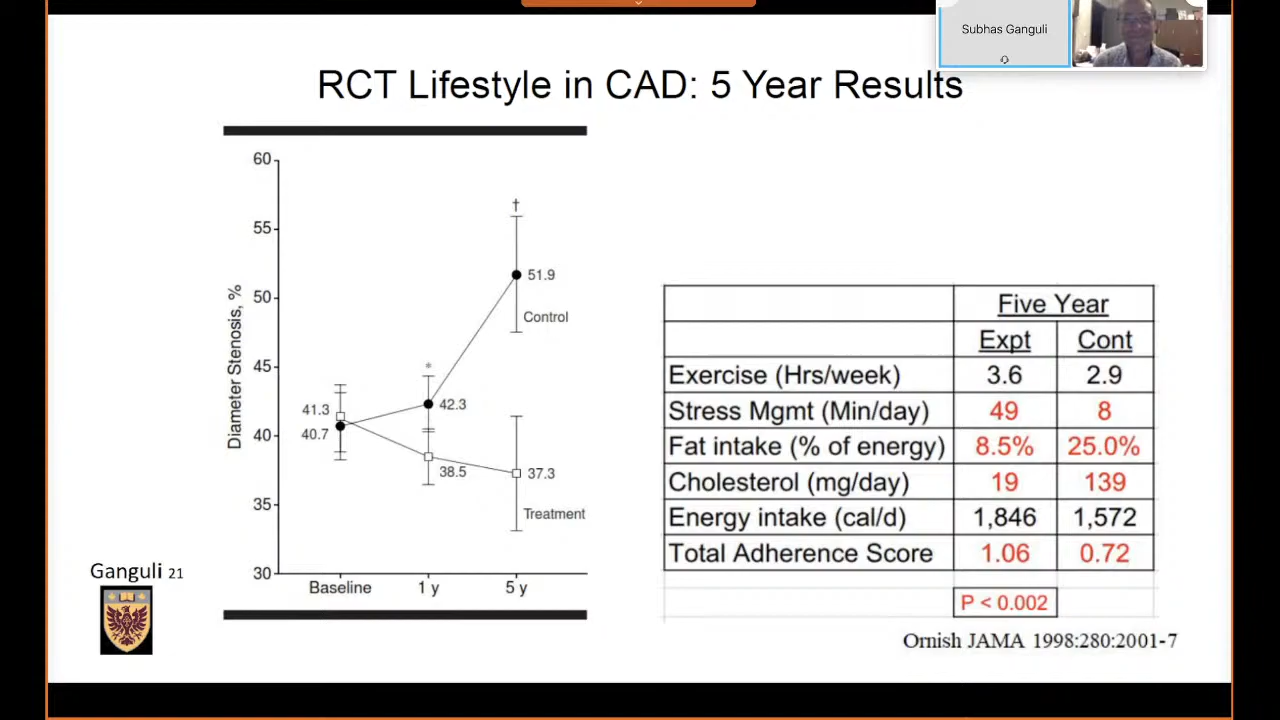 Subhas Ganguli
RCT Lifestyle in CAD: 5 Year Results
Diameter Stenosis, %
60
55
50
45
40
35
30
†
51.9
Control
*
41.3
42.3
40.7
38.5
37.3
Treatment
Baseline
1 y
5 y
Five Year
Expt Cont
Exercise (Hrs/week) 3.6 2.9
Stress Mgmt (Min/day) 49 8
Fat intake (% of energy) 8.5% 25.0%
Cholesterol (mg/day) 19 139
Energy intake (cal/d) 1,846 1,572
Total Adherence Score 1.06 0.72
P < 0.002
Ganguli 21
Ornish JAMA 1998:280:2001-7